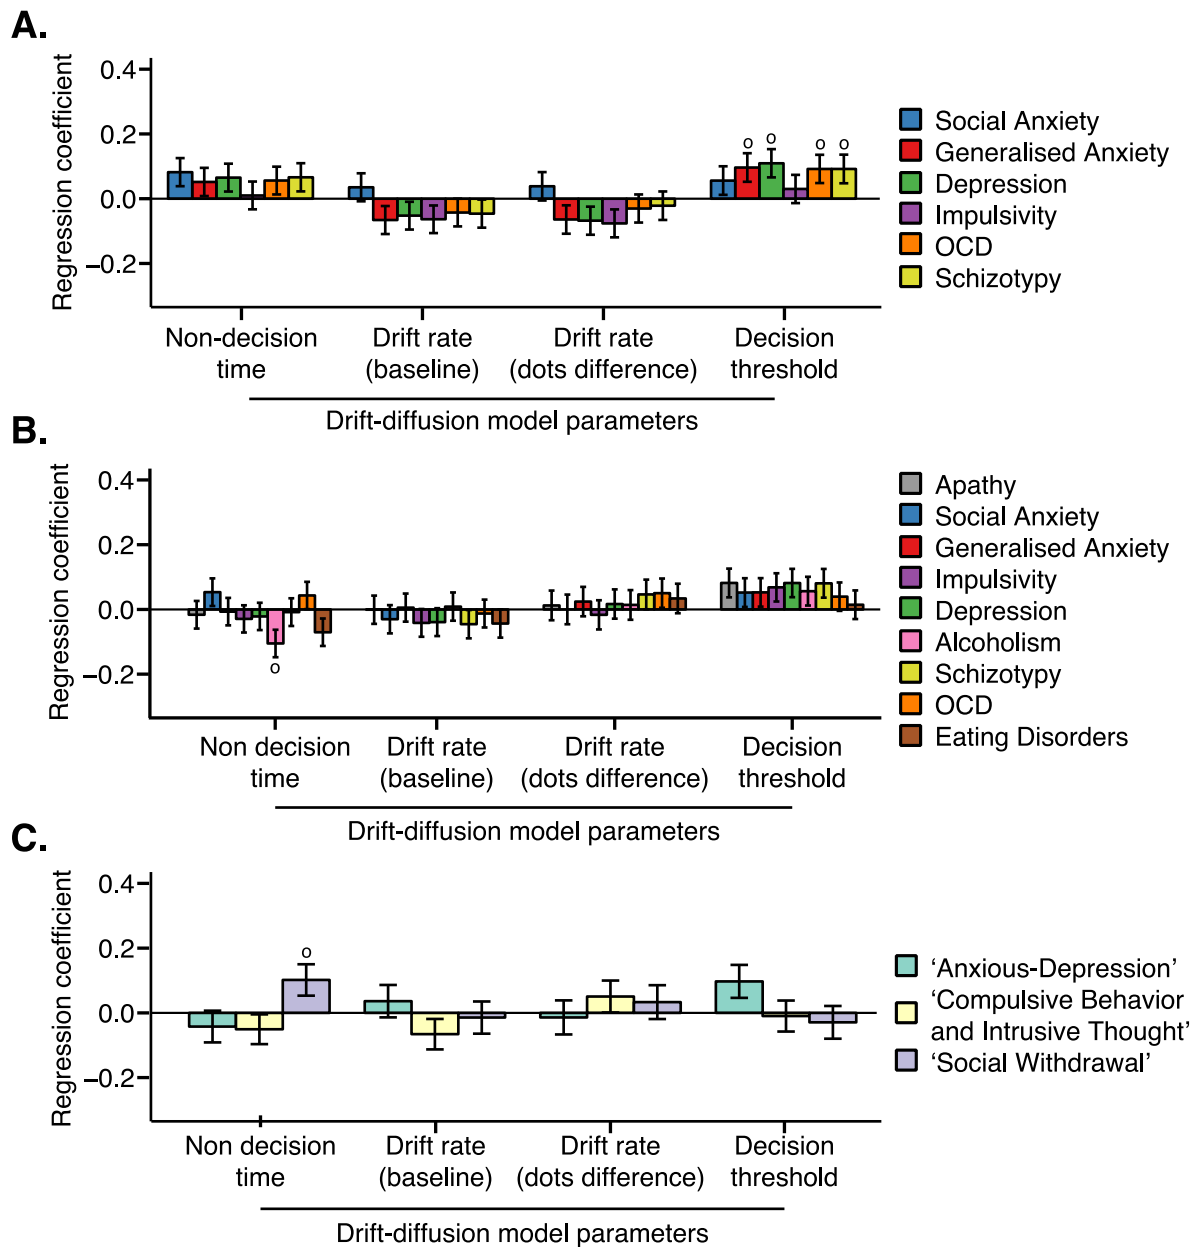 A.
Regression coefficient
0.4
0.2
0.0
−0.2
o o o o
Non-decision
time
Drift rate
(baseline)
Drift rate
(dots difference)
Decision
threshold
Drift-diffusion model parameters
Social Anxiety
Generalised Anxiety
Depression
Impulsivity
OCD
Schizotypy
B.
Regression coefficient
0.4
0.2
0.0
−0.2
o
Non decision
time
Drift rate
(baseline)
Drift rate
(dots difference)
Decision
threshold
Drift-diffusion model parameters
Apathy
Social Anxiety
Generalised Anxiety
Impulsivity
Depression
Alcoholism
Schizotypy
OCD
Eating Disorders
C.
Regression coefficient
0.4
0.2
0.0
−0.2
o
Non decision
time
Drift rate
(baseline)
Drift rate
(dots difference)
Decision
threshold
Drift-diffusion model parameters
‘Anxious-Depression’
‘Compulsive Behavior
and Intrusive Thought’
‘Social Withdrawal’